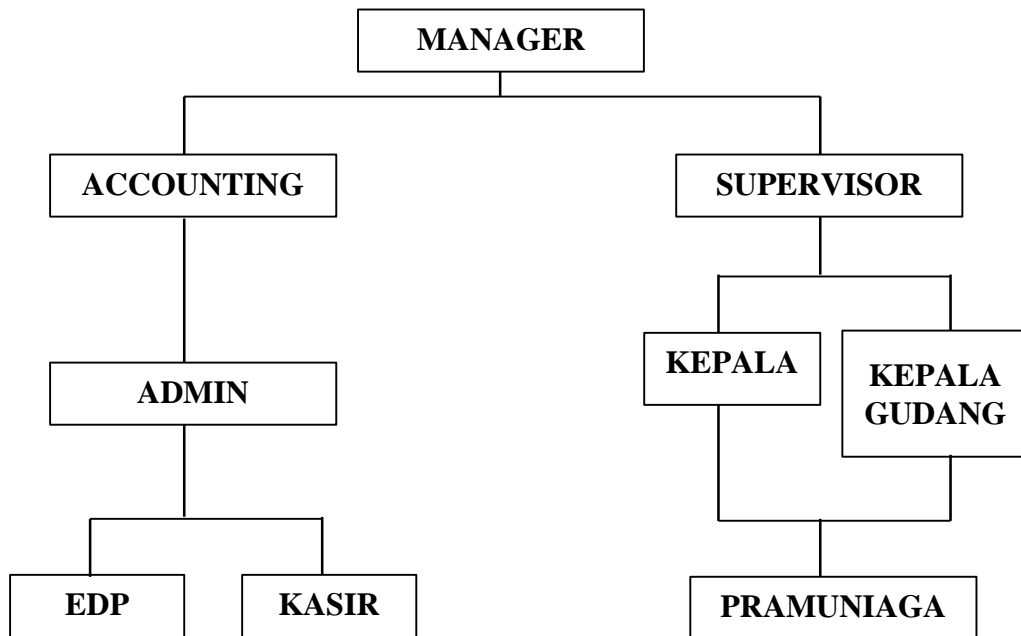 MANAGER
ACCOUNTING
SUPERVISOR
KEPALA
KEPALA
GUDANG
ADMIN
EDP
KASIR
PRAMUNIAGA